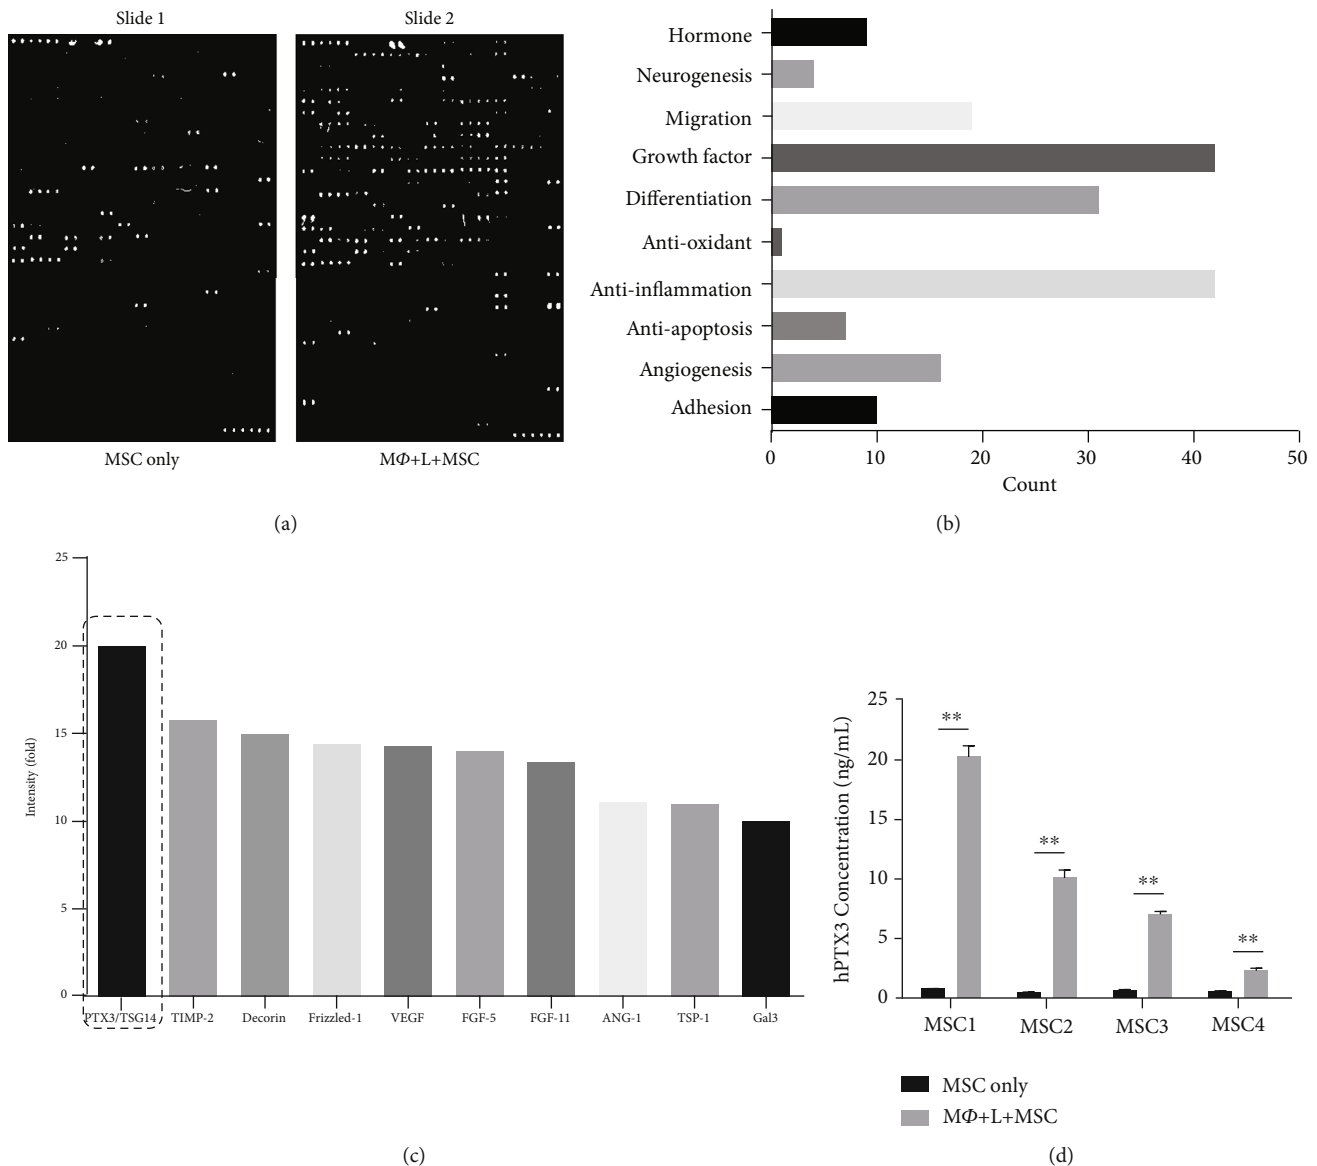 Slide 1
Slide 2
MSC only
MΦ+L+MSC
(a)
Hormone
Neurogenesis
Migration
Growth factor
Differentiation
Anti-oxidant
Anti-inflammation
Anti-apoptosis
Angiogenesis
Adhesion
0 10 20 30 40 50
Count
(b)
25
20
15
10
5
0
Intensity (fold)
PTX3/TSG14 TIMP-2 Decorin Frizzled-1 VEGF FGF-5 FGF-11 ANG-1 TSP-1 Gal3
(c)
25
20
15
10
5
0
hPTX3 Concentration (ng/mL)
**
**
**
**
MSC1 MSC2 MSC3 MSC4
MSC only
MΦ+L+MSC
(d)